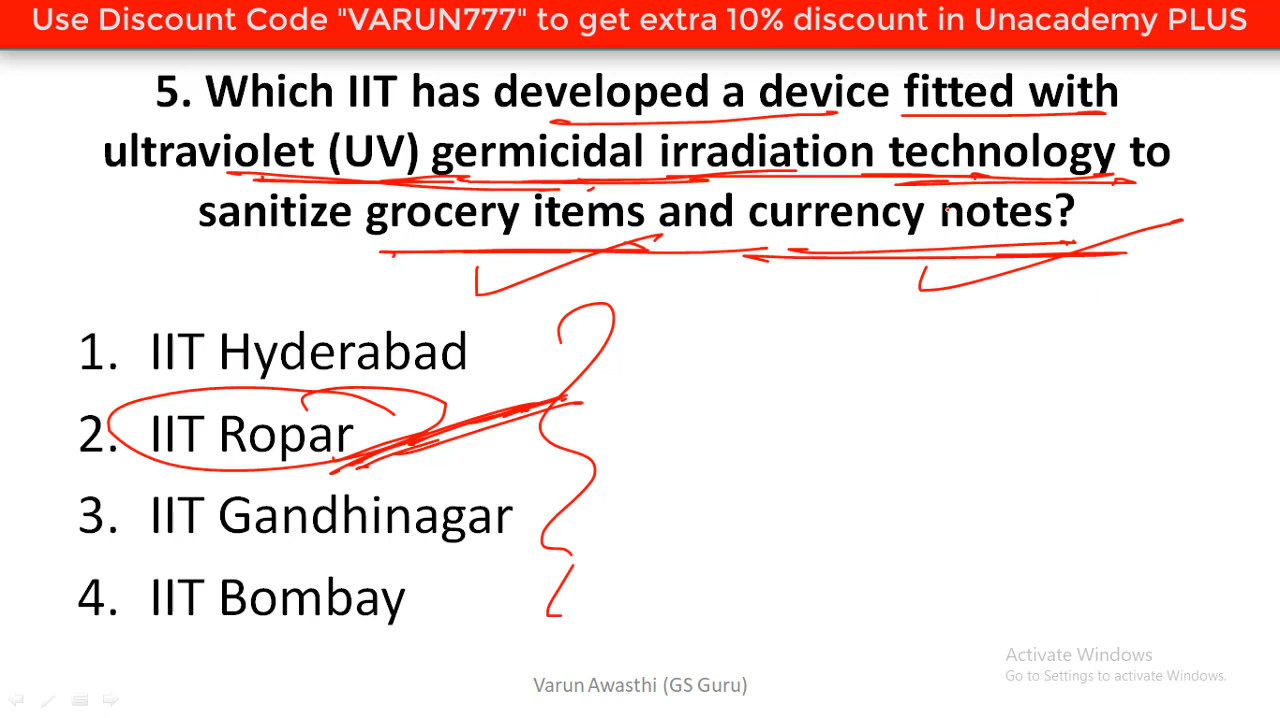 Use Discount Code "VARUN777" to get extra 10% discount in Unacademy PLUS
5. Which IIT has developed a device fitted with
ultraviolet (UV) germicidal irradiation technology to
sanitize grocery items and currency notes?
1. IIT Hyderabad
2. IIT Ropar
3. IIT Gandhinagar
4. IIT Bombay
Activate Windows
Go to Settings to activate Windows.
Varun Awasthi (GS Guru)